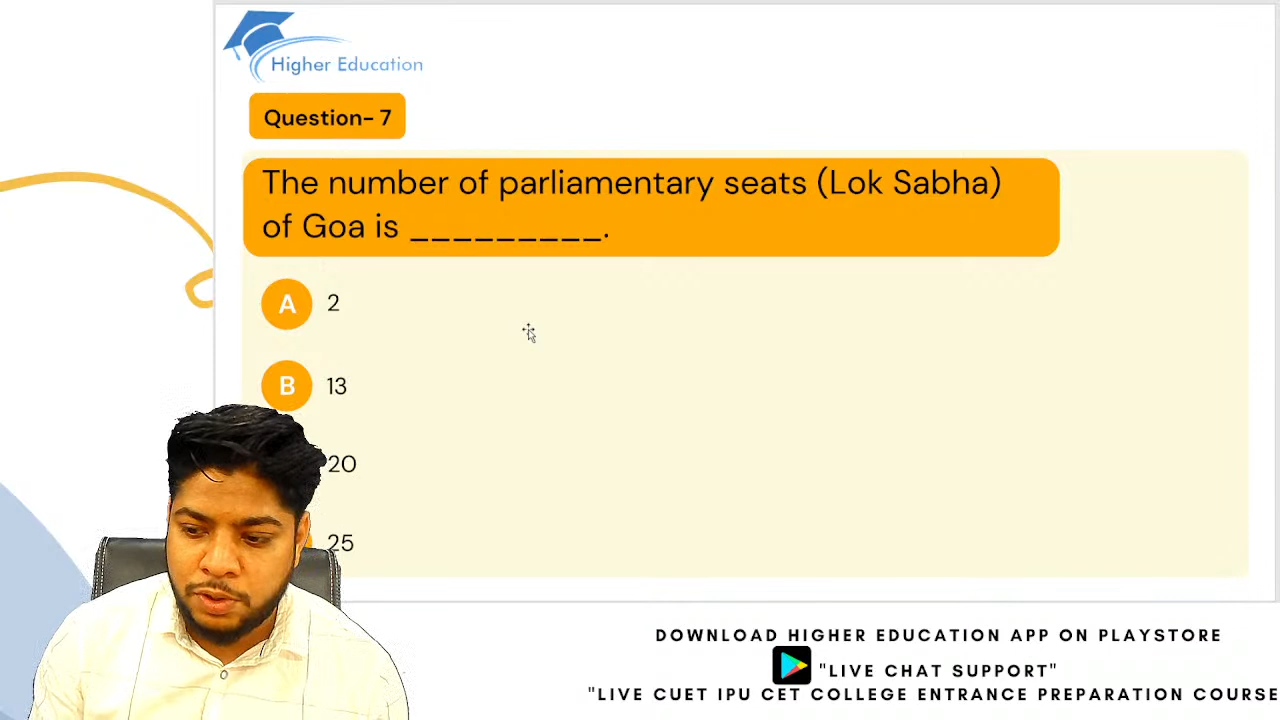 Higher Education
Question- 7
The number of parliamentary seats (Lok Sabha)
of Goa is _________.
A 2
B 13
20
25
DOWNLOAD HIGHER EDUCATION APP ON PLAYSTORE
"LIVE CHAT SUPPORT"
"LIVE CUET IPU CET COLLEGE ENTRANCE PREPARATION COURSE